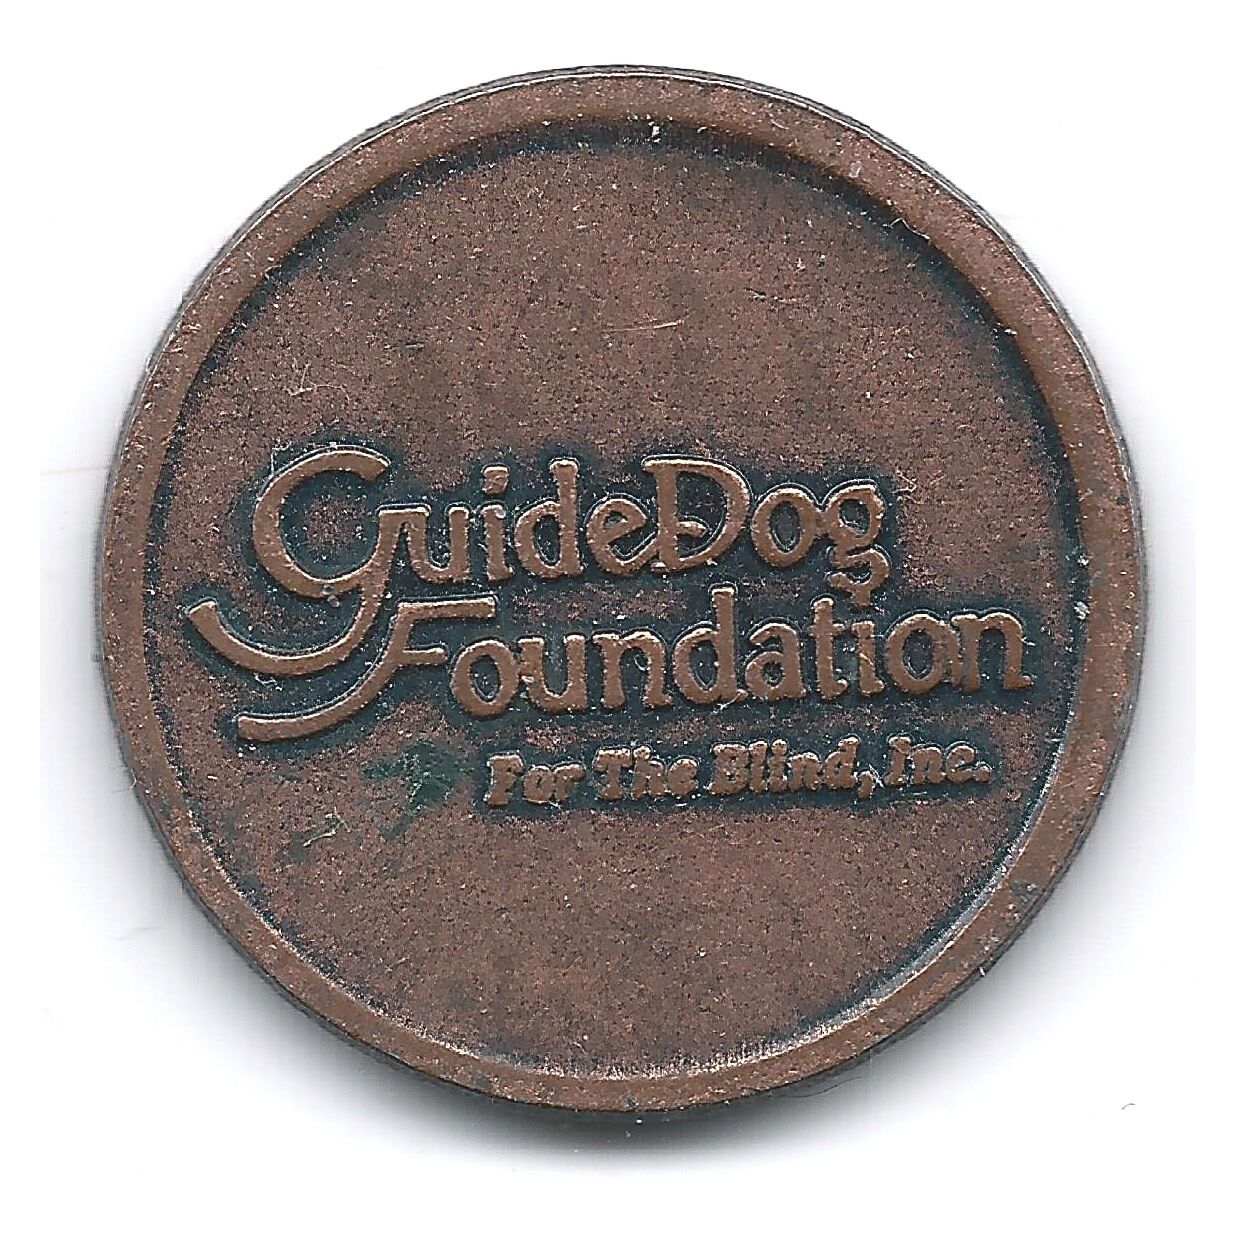 GuideDog
Foundation
For The Blind, Inc.